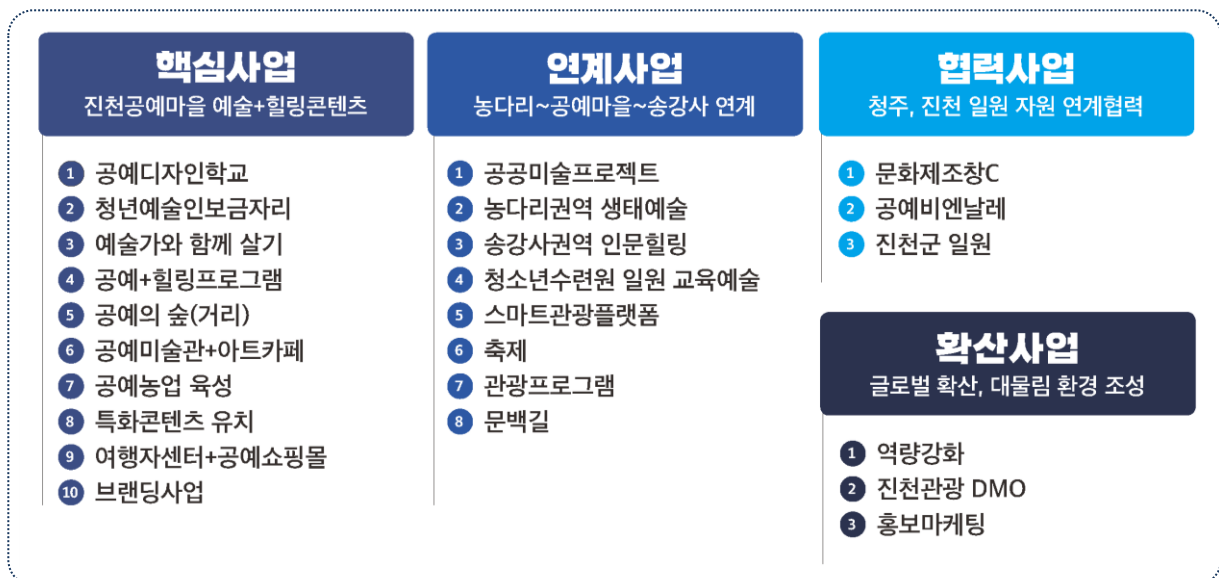 핵심사업
진천공예마을 예술+힐링콘텐츠
1 공예디자인학교
2 청년예술인보금자리
3 예술가와 함께 살기
4 공예+힐링프로그램
5 공예의 숲(거리)
6 공예미술관+아트카페
7 공예농업 육성
8 특화콘텐츠 유치
9 여행자센터+공예쇼핑몰
10 브랜딩사업
연계사업
농다리~공예마을~송강사 연계
1 공공미술프로젝트
2 농다리권역 생태예술
3 송강사권역 인문힐링
4 청소년수련원 일원 교육예술
5 스마트관광플랫폼
6 축제
7 관광프로그램
8 문백길
협력사업
청주, 진천 일원 자원 연계협력
1 문화제조창C
2 공예비엔날레
3 진천군 일원
확산사업
글로벌 확산, 대물림 환경 조성
1 역량강화
2 진천관광 DMO
3 홍보마케팅